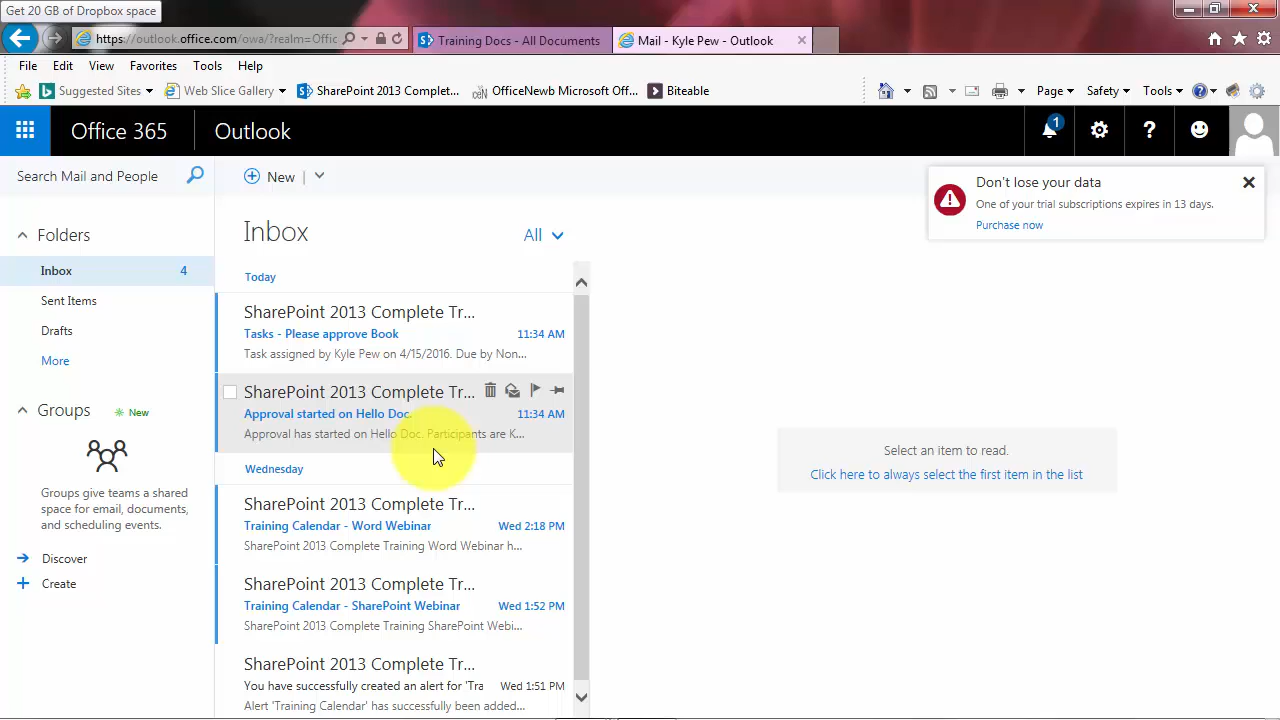 Get 20 GB of Dropbox space
https://outlook.office.com/owa/?realm=Offic
Training Docs - All Documents
Mail - Kyle Pew - Outlook
File Edit View Favorites Tools Help
Suggested Sites
Web Slice Gallery
SharePoint 2013 Complet...
OfficeNewb Microsoft Off...
Biteable
Page Safety Tools
Office 365
Outlook
1
Search Mail and People
New
Don't lose your data
One of your trial subscriptions expires in 13 days.
Purchase now
Folders
Inbox 4
Sent Items
Drafts
More
Groups New
Groups give teams a shared
space for email, documents,
and scheduling events.
Discover
Create
Inbox
All
Today
SharePoint 2013 Complete Tr...
Tasks - Please approve Book 11:34 AM
Task assigned by Kyle Pew on 4/15/2016. Due by Non...
SharePoint 2013 Complete Tr...
Approval started on Hello Doc. 11:34 AM
Approval has started on Hello Doc. Participants are K...
Wednesday
SharePoint 2013 Complete Tr...
Training Calendar - Word Webinar Wed 2:18 PM
SharePoint 2013 Complete Training Word Webinar h...
SharePoint 2013 Complete Tr...
Training Calendar - SharePoint Webinar Wed 1:52 PM
SharePoint 2013 Complete Training SharePoint Webi...
SharePoint 2013 Complete Tr...
You have successfully created an alert for 'Tra Wed 1:51 PM
Alert 'Training Calendar' has successfully been added...
Select an item to read.
Click here to always select the first item in the list